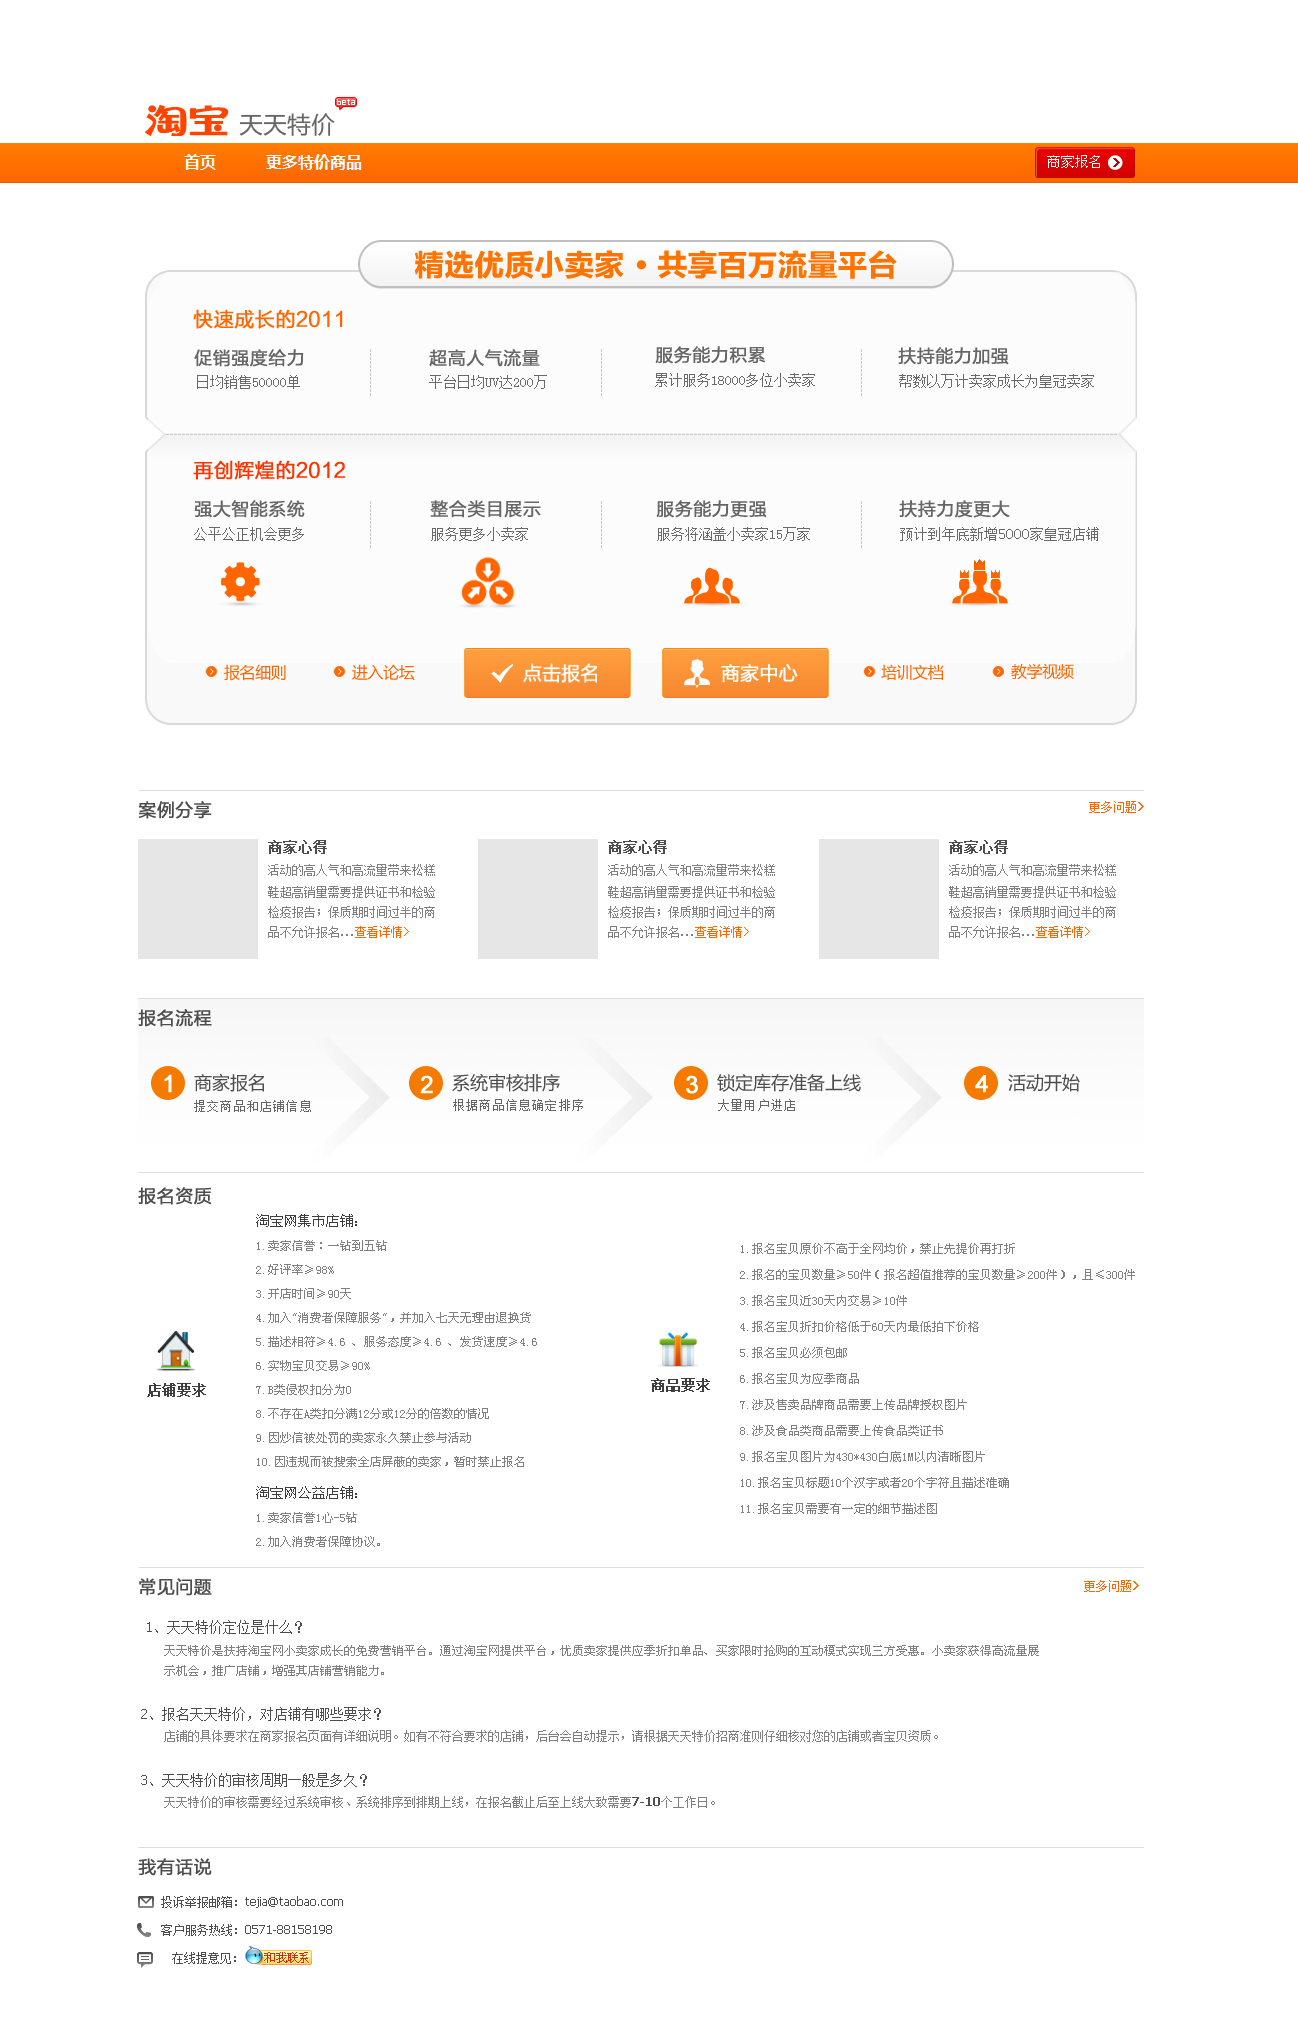 淘宝 天天特价 beta
首页 更多特价商品 商家报名
精选优质小卖家·共享百万流量平台
快速成长的2011
促销强度给力 超高人气流量 服务能力积累 扶持能力加强
日均销售50000单 平台日均UV达200万 累计服务18000多位小卖家 帮数以万计卖家成长为皇冠卖家
再创辉煌的2012
强大智能系统 整合类目展示 服务能力更强 扶持力度更大
公平公正机会更多 服务更多小卖家 服务将涵盖小卖家15万家 预计到年底新增5000家皇冠店铺
报名细则 进入论坛 点击报名 商家中心 培训文档 教学视频
案例分享 更多问题>
商家心得
活动的高人气和高流量带来松糕
鞋超高销量需要提供证书和检验
检疫报告；保质期时间过半的商
品不允许报名...查看详情>
商家心得
活动的高人气和高流量带来松糕
鞋超高销量需要提供证书和检验
检疫报告；保质期时间过半的商
品不允许报名...查看详情>
商家心得
活动的高人气和高流量带来松糕
鞋超高销量需要提供证书和检验
检疫报告；保质期时间过半的商
品不允许报名...查看详情>
报名流程
1 商家报名
提交商品和店铺信息
2 系统审核排序
根据商品信息确定排序
3 锁定库存准备上线
大量用户进店
4 活动开始
报名资质
店铺要求
淘宝网集市店铺：
1. 卖家信誉：一钻到五钻
2. 好评率≥98%
3. 开店时间≥90天
4. 加入“消费者保障服务”，并加入七天无理由退换货
5. 描述相符≥4.6 、服务态度≥4.6 、发货速度≥4.6
6. 实物宝贝交易≥90%
7. B类侵权扣分为0
8. 不存在A类扣分满12分或12分的倍数的情况
9. 因炒信被处罚的卖家永久禁止参与活动
10. 因违规而被搜索全店屏蔽的卖家，暂时禁止报名
淘宝网公益店铺：
1. 卖家信誉1心-5钻
2. 加入消费者保障协议。
商品要求
1. 报名宝贝原价不高于全网均价，禁止先提价再打折
2. 报名的宝贝数量≥50件（报名超值推荐的宝贝数量≥200件），且≤300件
3. 报名宝贝近30天内交易≥10件
4. 报名宝贝折扣价格低于60天内最低拍下价格
5. 报名宝贝必须包邮
6. 报名宝贝为应季商品
7. 涉及售卖品牌商品需要上传品牌授权图片
8. 涉及食品类商品需要上传食品类证书
9. 报名宝贝图片为430*430白底1M以内清晰图片
10. 报名宝贝标题10个汉字或者20个字符且描述准确
11. 报名宝贝需要有一定的细节描述图
常见问题 更多问题>
1、天天特价定位是什么？
天天特价是扶持淘宝网小卖家成长的免费营销平台。通过淘宝网提供平台，优质卖家提供应季折扣单品、买家限时抢购的互动模式实现三方受惠。小卖家获得高流量展
示机会，推广店铺，增强其店铺营销能力。
2、报名天天特价，对店铺有哪些要求？
店铺的具体要求在商家报名页面有详细说明。如有不符合要求的店铺，后台会自动提示，请根据天天特价招商准则仔细核对您的店铺或者宝贝资质。
3、天天特价的审核周期一般是多久？
天天特价的审核需要经过系统审核、系统排序到排期上线，在报名截止后至上线大致需要7-10个工作日。
我有话说
投诉举报邮箱：tejia@taobao.com
客户服务热线：0571-88158198
在线提意见：和我联系